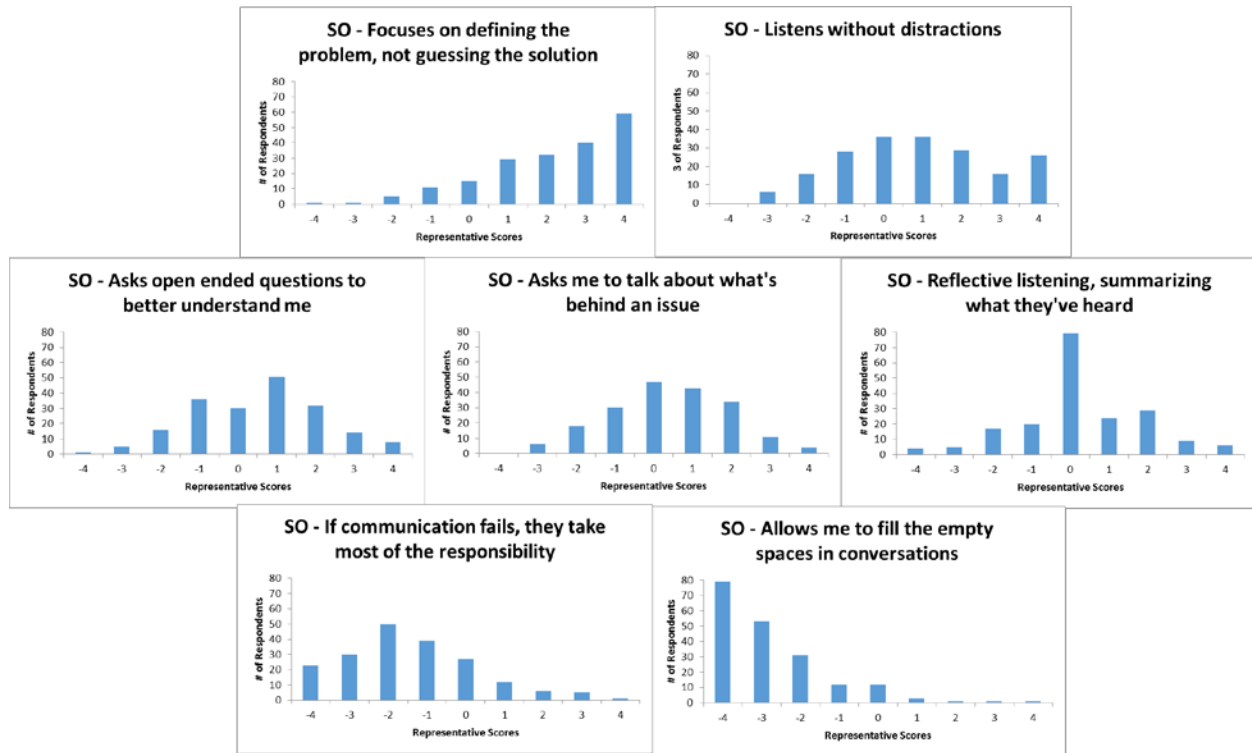 SO - Focuses on defining the
problem, not guessing the solution
80
70
60
50
40
30
20
10
0
# of Respondents
-4 -3 -2 -1 0 1 2 3 4
Representative Scores
SO - Listens without distractions
80
70
60
50
40
30
20
10
0
3 of Respondents
-4 -3 -2 -1 0 1 2 3 4
Representative Scores
SO - Asks open ended questions to
better understand me
80
70
60
50
40
30
20
10
0
# of Respondents
-4 -3 -2 -1 0 1 2 3 4
Representative Scores
SO - Asks me to talk about what's
behind an issue
80
70
60
50
40
30
20
10
0
# of Respondents
-4 -3 -2 -1 0 1 2 3 4
Representative Scores
SO - Reflective listening, summarizing
what they've heard
80
70
60
50
40
30
20
10
0
# of Respondents
-4 -3 -2 -1 0 1 2 3 4
Representative Scores
SO - If communication fails, they take
most of the responsibility
80
70
60
50
40
30
20
10
0
# of Respondents
-4 -3 -2 -1 0 1 2 3 4
Representative Scores
SO - Allows me to fill the empty
spaces in conversations
80
70
60
50
40
30
20
10
0
# of Respondents
-4 -3 -2 -1 0 1 2 3 4
Representative Scores